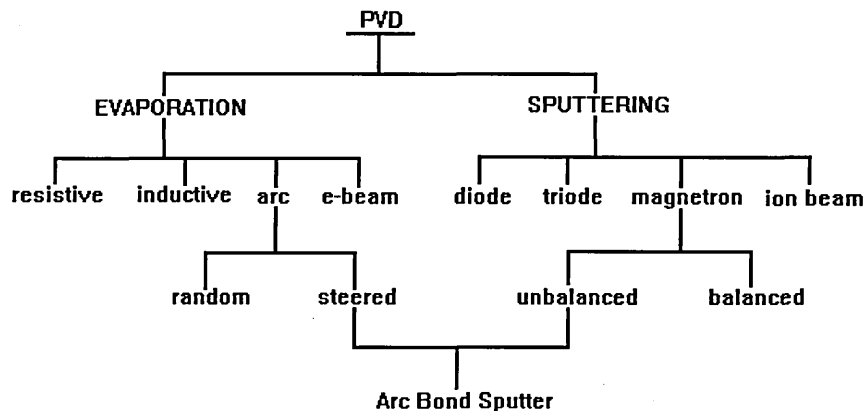 PVD
EVAPORATION SPUTTERING
resistive inductive arc e-beam diode triode magnetron ion beam
random steered unbalanced balanced
Arc Bond Sputter